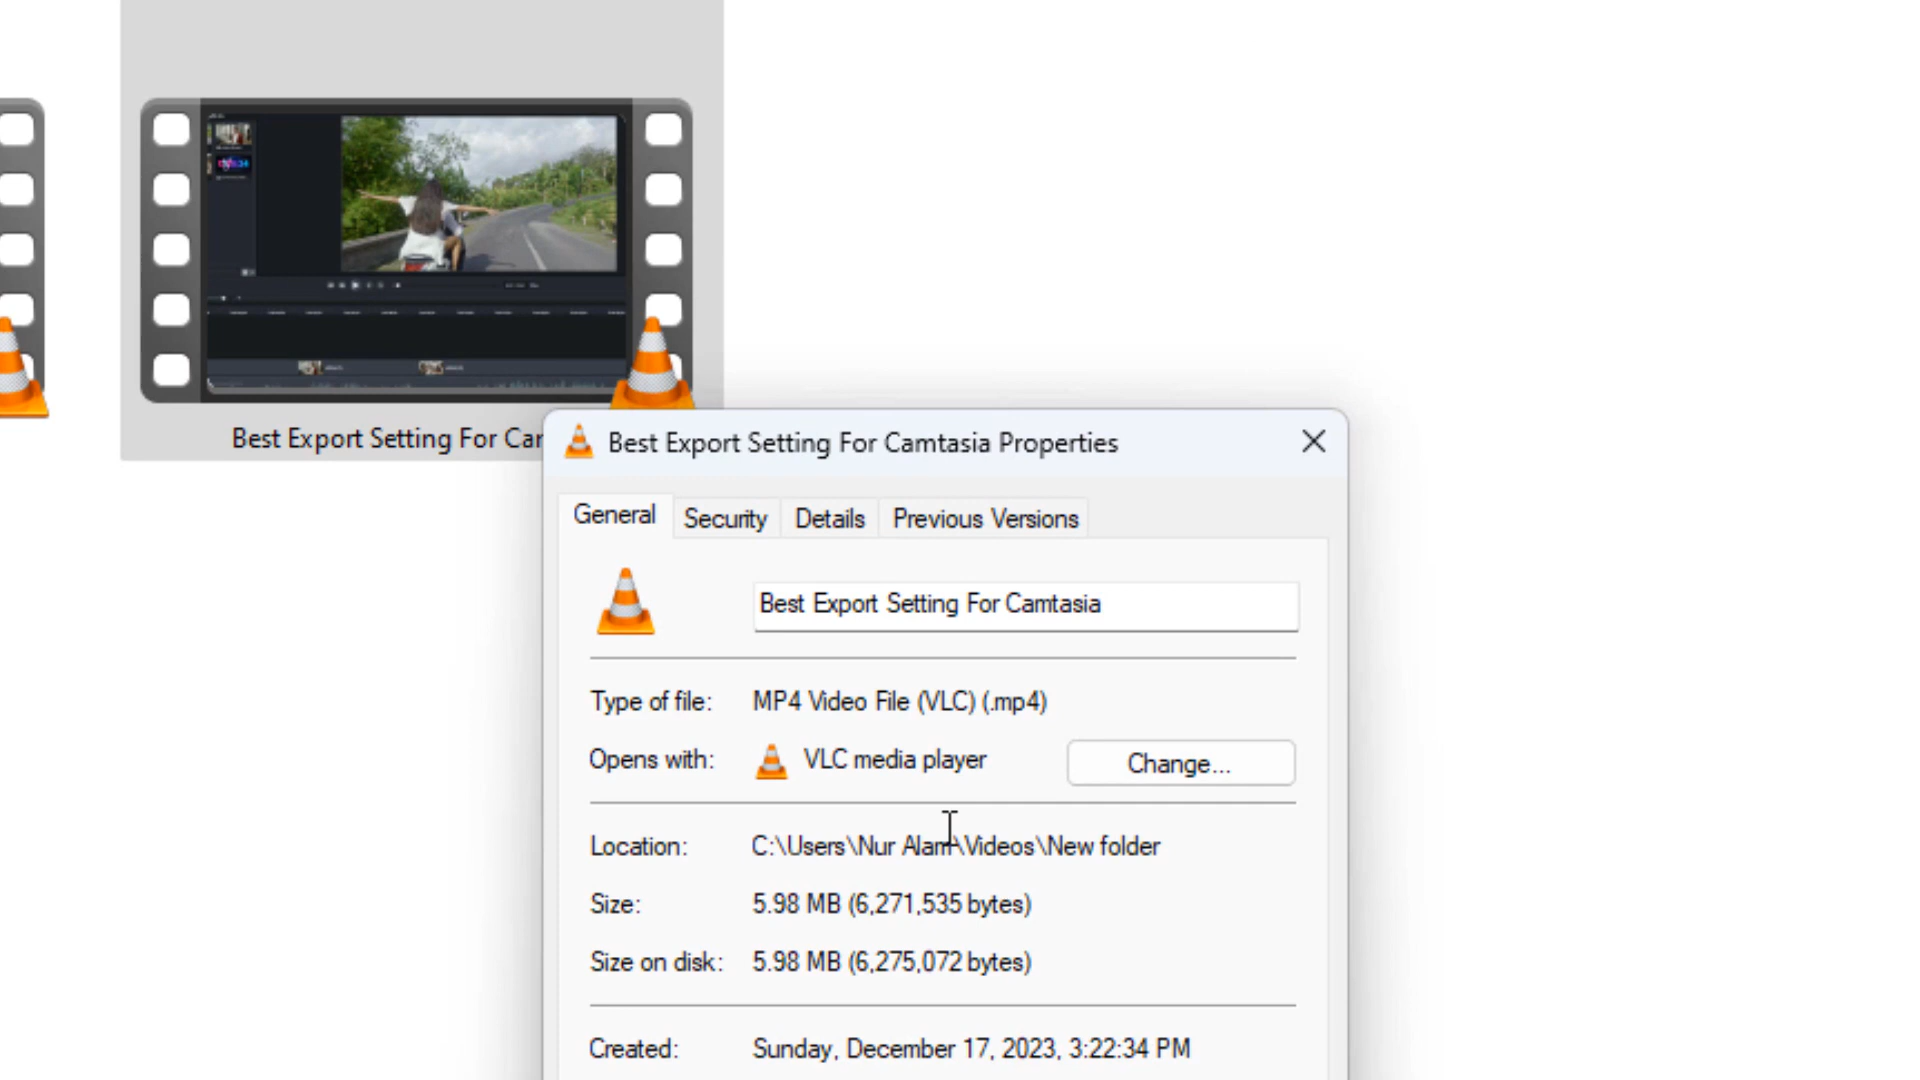 Best Export Setting For Car
Best Export Setting For Camtasia Properties
General Security Details Previous Versions
Best Export Setting For Camtasia
Type of file: MP4 Video File (VLC) (.mp4)
Opens with: VLC media player Change...
Location: C:\Users\Nur Alam\Videos\New folder
Size: 5.98 MB (6,271,535 bytes)
Size on disk: 5.98 MB (6,275,072 bytes)
Created: Sunday, December 17, 2023, 3:22:34 PM